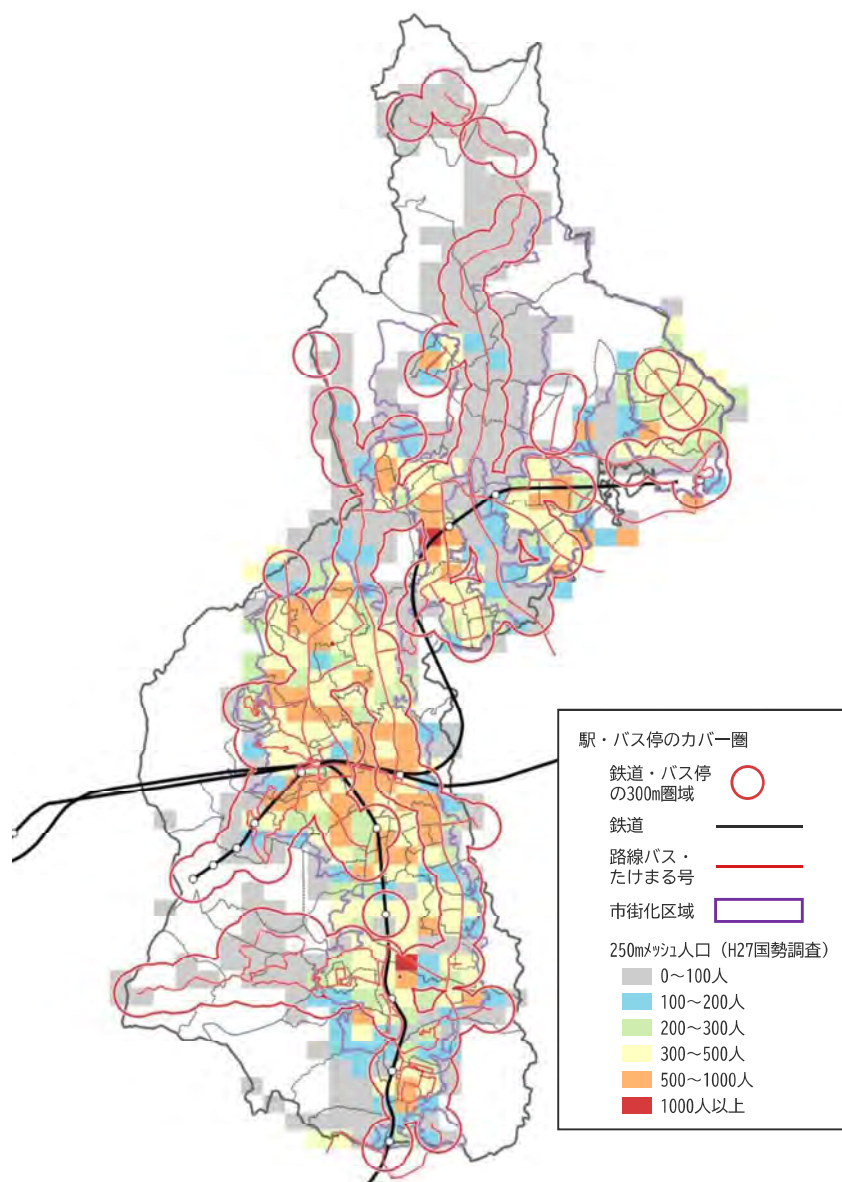 駅・バス停のカバー圏
鉄道・バス停
の300m圏域
鉄道
路線バス・
たけまる号
市街化区域
250mメッシュ人口（H27国勢調査）
0～100人
100～200人
200～300人
300～500人
500～1000人
1000人以上